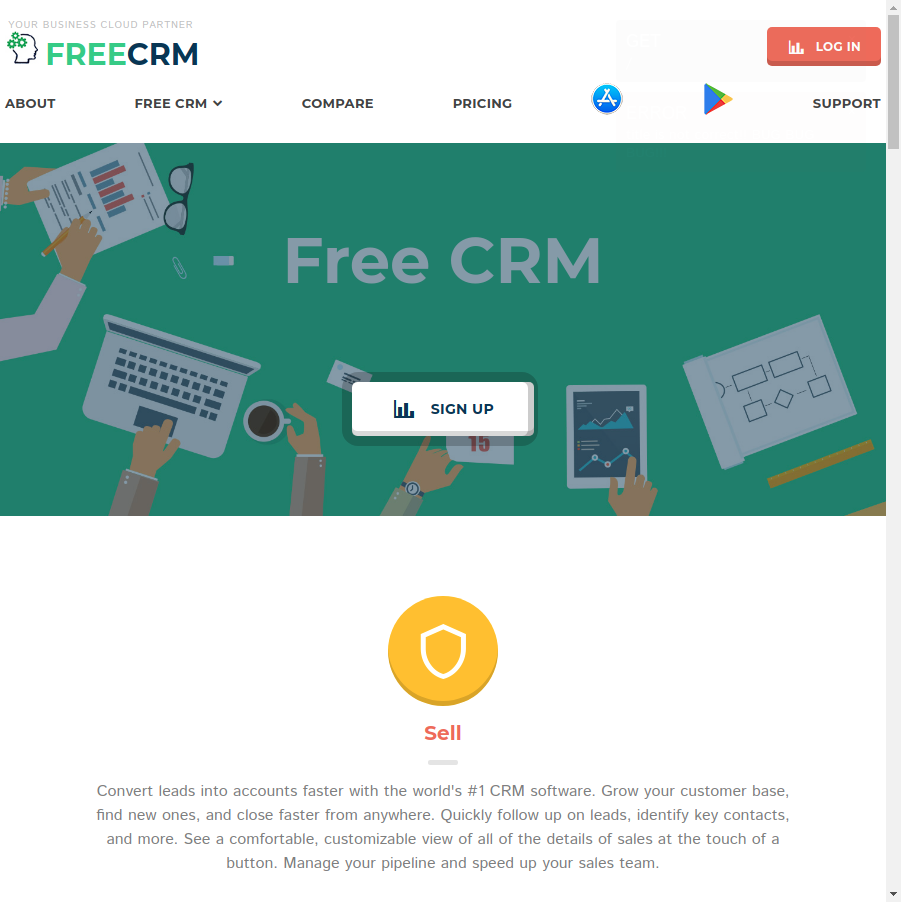 YOUR BUSINESS CLOUD PARTNER
FREECRM
LOG IN
ABOUT
FREE CRM
COMPARE
PRICING
SUPPORT
Free CRM
SIGN UP
15
Sell
Convert leads into accounts faster with the world's #1 CRM software. Grow your customer base,
find new ones, and close faster from anywhere. Quickly follow up on leads, identify key contacts,
and more. See a comfortable, customizable view of all of the details of sales at the touch of a
button. Manage your pipeline and speed up your sales team.